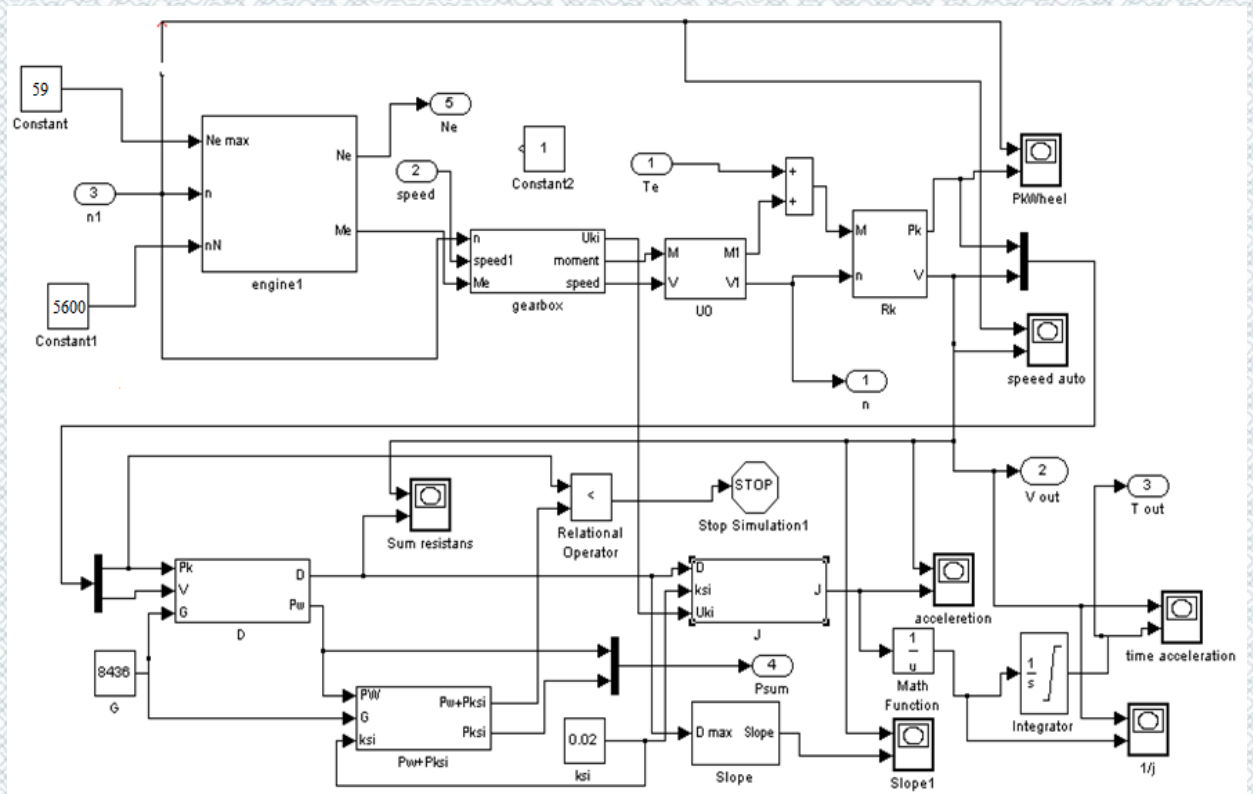 59
Constant
3
n1
5600
Constant1
Ne max
n
nN
Ne
Me
engine1
5
Ne
2
speed
1
Constant2
n
speed1
Me
Uki
moment
speed
gearbox
1
Te
M
V
M1
V1
U0
+
+
M
n
Pk
V
Rk
PkWheel
speeed auto
1
n
2
V out
3
T out
Sum resistans
<
Relational
Operator
STOP
Stop Simulation1
Pk
V
G
D
Pw
D
8436
G
PW
G
ksi
Pw+Pksi
Pksi
Pw+Pksi
0.02
ksi
4
Psum
D
ksi
Uki
J
J
D max
Slope
Slope
Slope1
acceleretion
1
u
Math
Function
1
s
Integrator
time acceleration
1/j